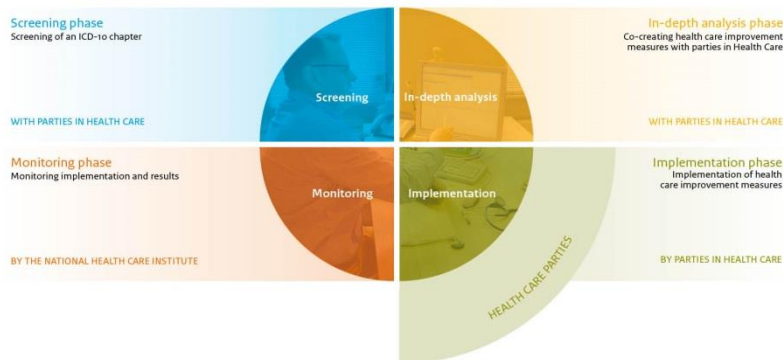 Screening phase
Screening of an ICD-10 chapter
WITH PARTIES IN HEALTH CARE
Screening
In-depth analysis phase
Co-creating health care improvement
measures with parties in Health Care
WITH PARTIES IN HEALTH CARE
In-depth analysis
Monitoring phase
Monitoring implementation and results
BY THE NATIONAL HEALTH CARE INSTITUTE
Monitoring
Implementation phase
Implementation of health
care improvement measures
BY PARTIES IN HEALTH CARE
Implementation
HEALTH CARE PARTIES